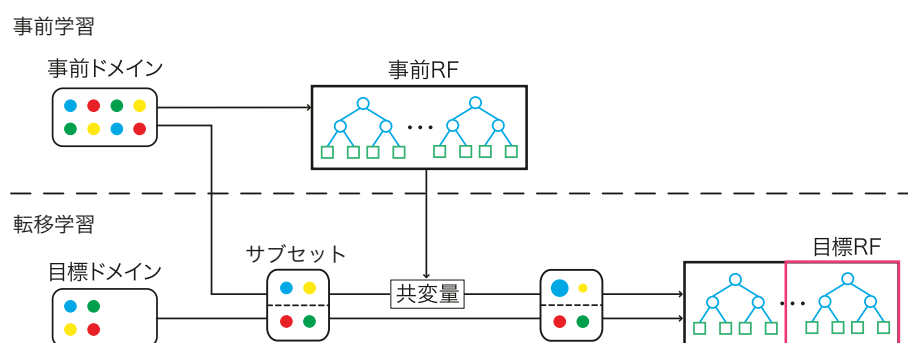 事前学習
事前ドメイン
事前RF
転移学習
サブセット
目標RF
目標ドメイン
共変量